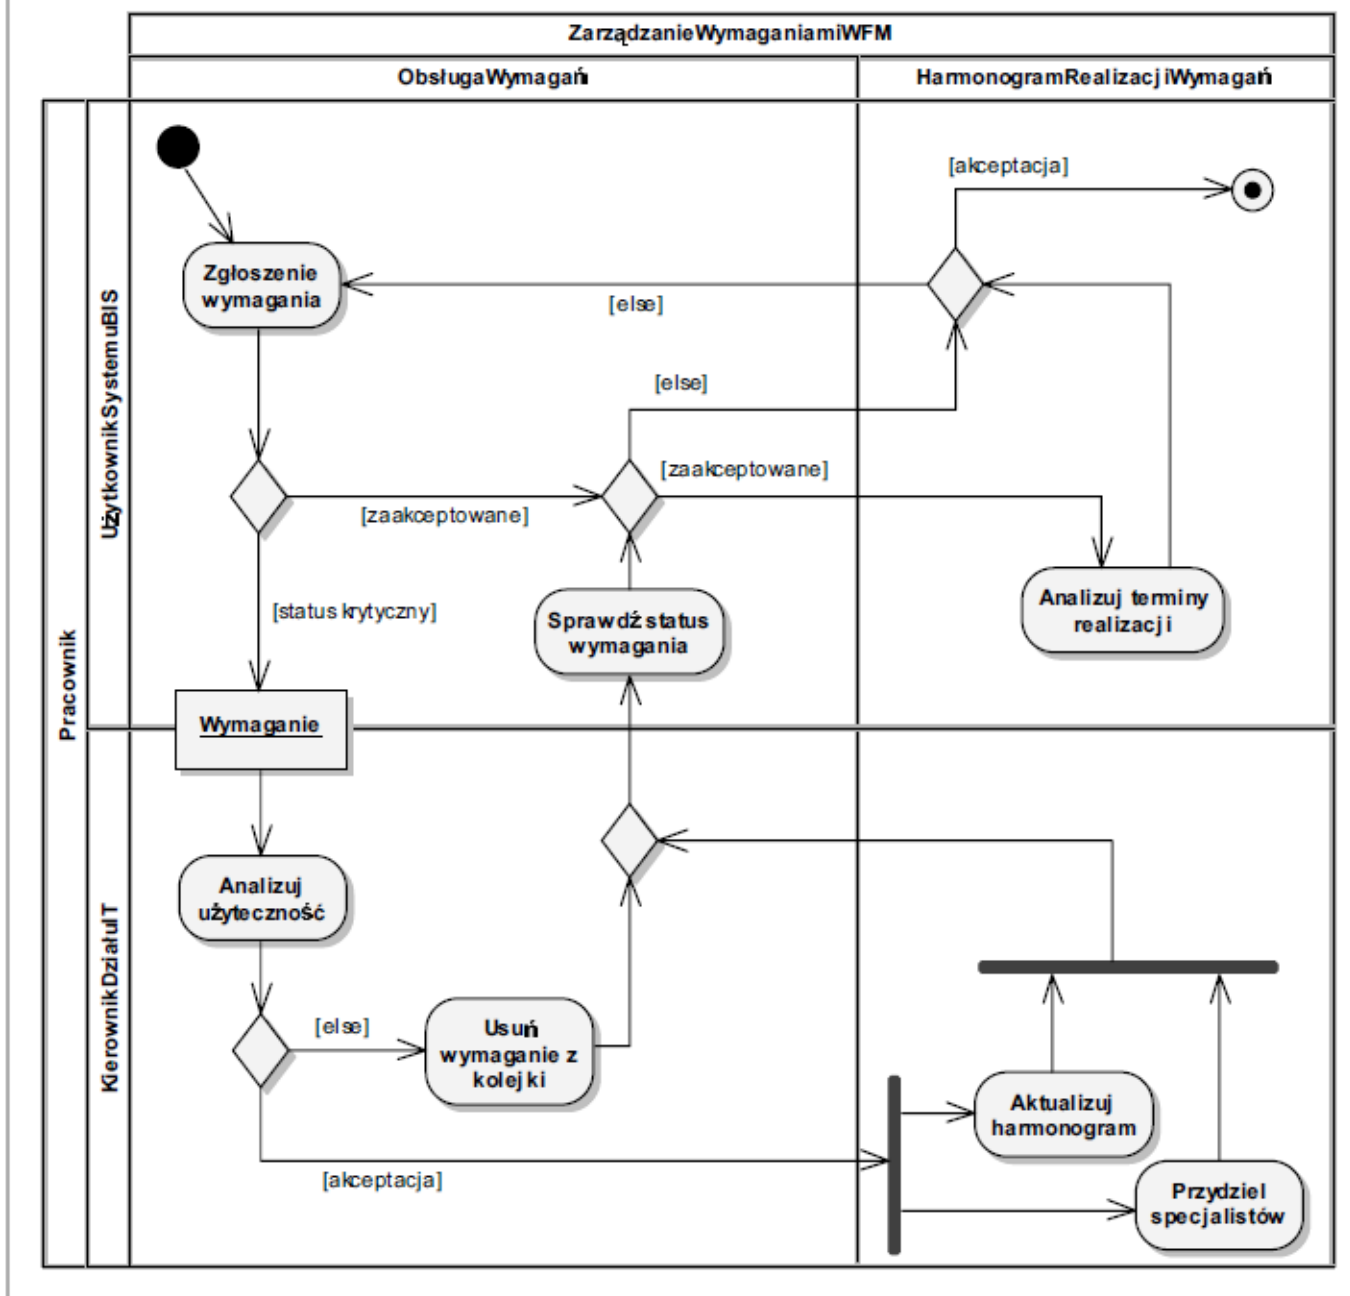 ZarządzanieWymaganiamiWFM
ObsługaWymagań
HarmonogramRealizacjiWymagań
Pracownik
UżytkownikSystemuBIS
[akceptacja]
Zgłoszenie
wymagania
[else]
[else]
[zaakceptowane]
[zaakceptowane]
[status krytyczny]
Sprawdź status
wymagania
Analizuj terminy
realizacji
Wymaganie
KierownikDziałuIT
Analizuj
użyteczność
[else]
Usuń
wymaganie z
kolejki
Aktualizuj
harmonogram
[akceptacja]
Przydziel
specjalistów